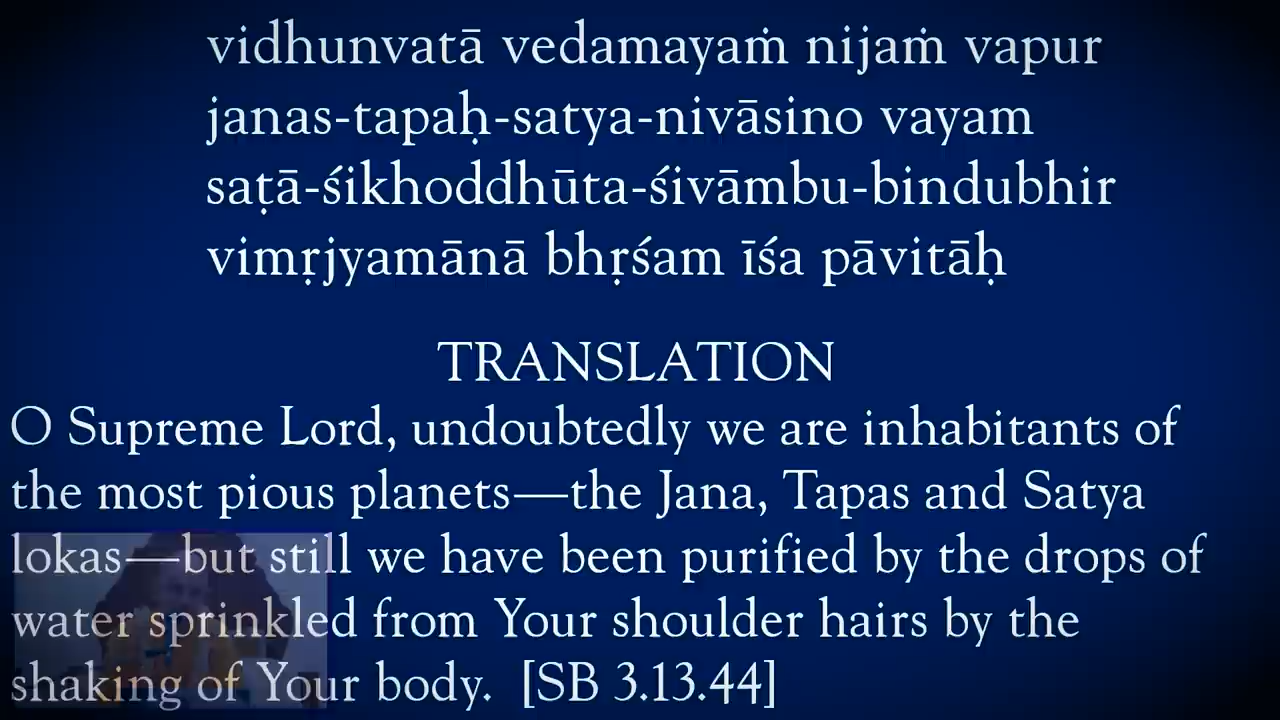 vidhunvatā vedamayaṁ nijaṁ vapur
janas-tapaḥ-satya-nivāsino vayam
saṭā-śikhoddhūta-śivāmbu-bindubhir
vimṛjyamānā bhṛśam īśa pāvitāḥ
TRANSLATION
O Supreme Lord, undoubtedly we are inhabitants of
the most pious planets—the Jana, Tapas and Satya
lokas—but still we have been purified by the drops of
water sprinkled from Your shoulder hairs by the
shaking of Your body. [SB 3.13.44]